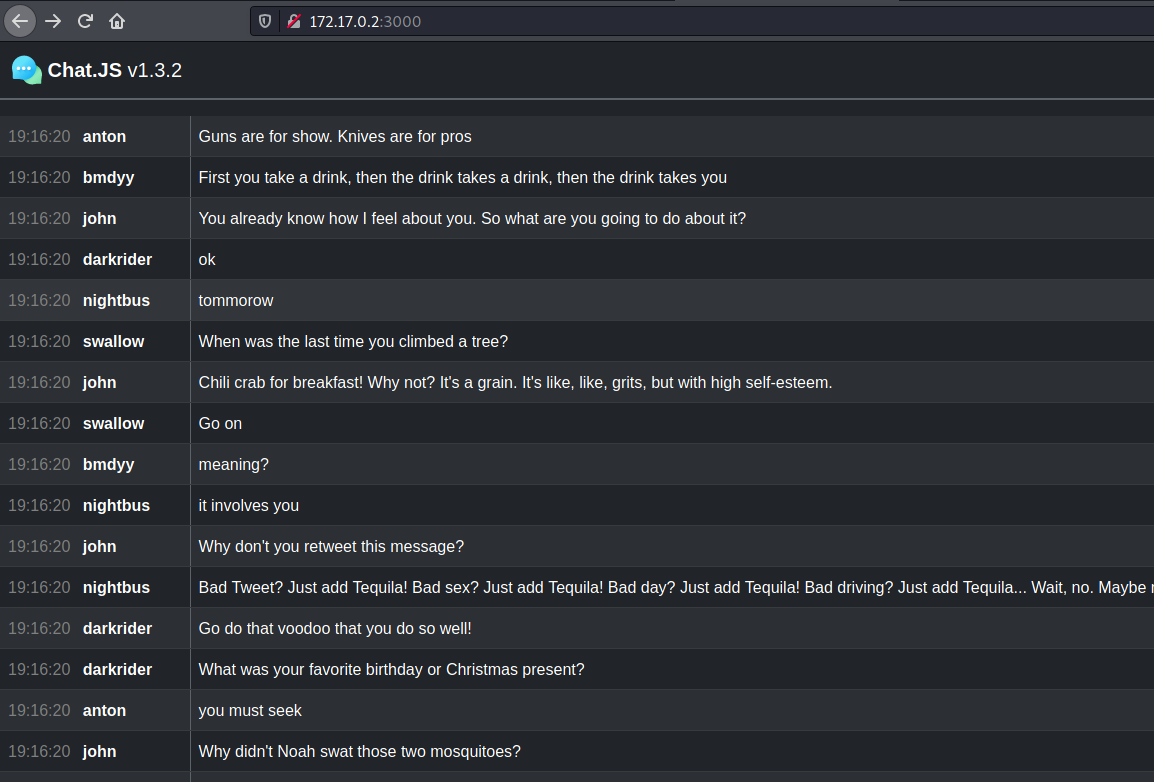 172.17.0.2:3000
Chat.JS v1.3.2
19:16:20 anton Guns are for show. Knives are for pros
19:16:20 bmdyy First you take a drink, then the drink takes a drink, then the drink takes you
19:16:20 john You already know how I feel about you. So what are you going to do about it?
19:16:20 darkrider ok
19:16:20 nightbus tommorow
19:16:20 swallow When was the last time you climbed a tree?
19:16:20 john Chili crab for breakfast! Why not? It's a grain. It's like, like, grits, but with high self-esteem.
19:16:20 swallow Go on
19:16:20 bmdyy meaning?
19:16:20 nightbus it involves you
19:16:20 john Why don't you retweet this message?
19:16:20 nightbus Bad Tweet? Just add Tequila! Bad sex? Just add Tequila! Bad day? Just add Tequila! Bad driving? Just add Tequila... Wait, no. Maybe
19:16:20 darkrider Go do that voodoo that you do so well!
19:16:20 darkrider What was your favorite birthday or Christmas present?
19:16:20 anton you must seek
19:16:20 john Why didn't Noah swat those two mosquitoes?